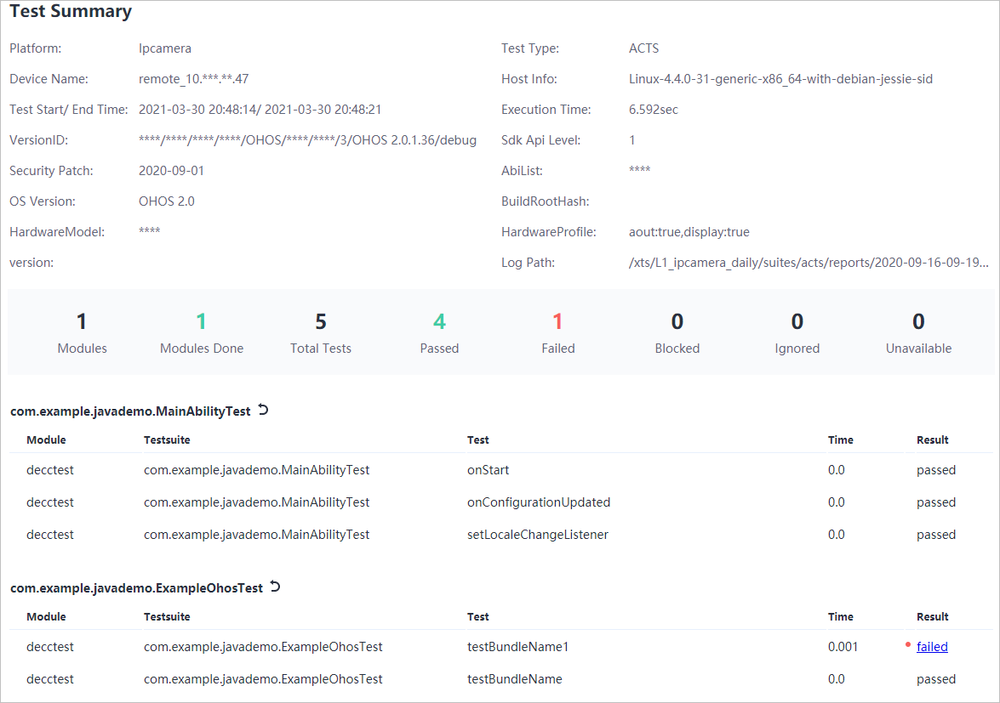 Test Summary
Platform: Ipcamera Test Type: ACTS
Device Name: remote_10.***.**.47 Host Info: Linux-4.4.0-31-generic-x86_64-with-debian-jessie-sid
Test Start/ End Time: 2021-03-30 20:48:14/ 2021-03-30 20:48:21 Execution Time: 6.592sec
VersionID: ****/****/****/****/OHOS/****/****/3/OHOS 2.0.1.36/debug Sdk Api Level: 1
Security Patch: 2020-09-01 AbiList: ****
OS Version: OHOS 2.0 BuildRootHash:
HardwareModel: **** HardwareProfile: aout:true,display:true
version: Log Path: /xts/L1_ipcamera_daily/suites/acts/reports/2020-09-16-09-19...
1 1 5 4 1 0 0 0
Modules Modules Done Total Tests Passed Failed Blocked Ignored Unavailable
com.example.javademo.MainAbilityTest
Module Testsuite Test Time Result
decctest com.example.javademo.MainAbilityTest onStart 0.0 passed
decctest com.example.javademo.MainAbilityTest onConfigurationUpdated 0.0 passed
decctest com.example.javademo.MainAbilityTest setLocaleChangeListener 0.0 passed
com.example.javademo.ExampleOhosTest
Module Testsuite Test Time Result
decctest com.example.javademo.ExampleOhosTest testBundleName1 0.001 failed
decctest com.example.javademo.ExampleOhosTest testBundleName 0.0 passed